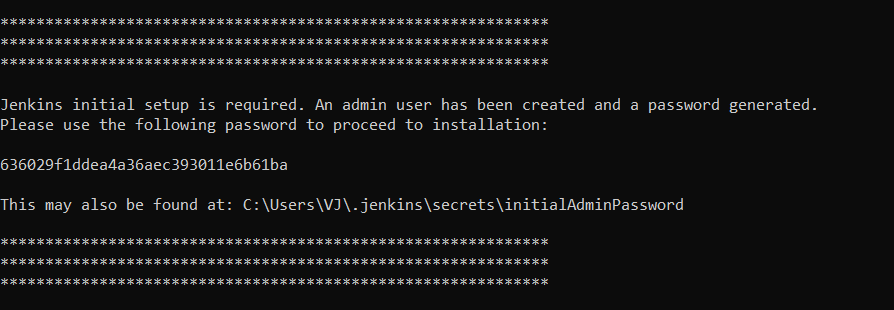 *************************************************************
*************************************************************
*************************************************************
Jenkins initial setup is required. An admin user has been created and a password generated.
Please use the following password to proceed to installation:
636029f1ddea4a36aec393011e6b61ba
This may also be found at: C:\Users\VJ\.jenkins\secrets\initialAdminPassword
*************************************************************
*************************************************************
*************************************************************